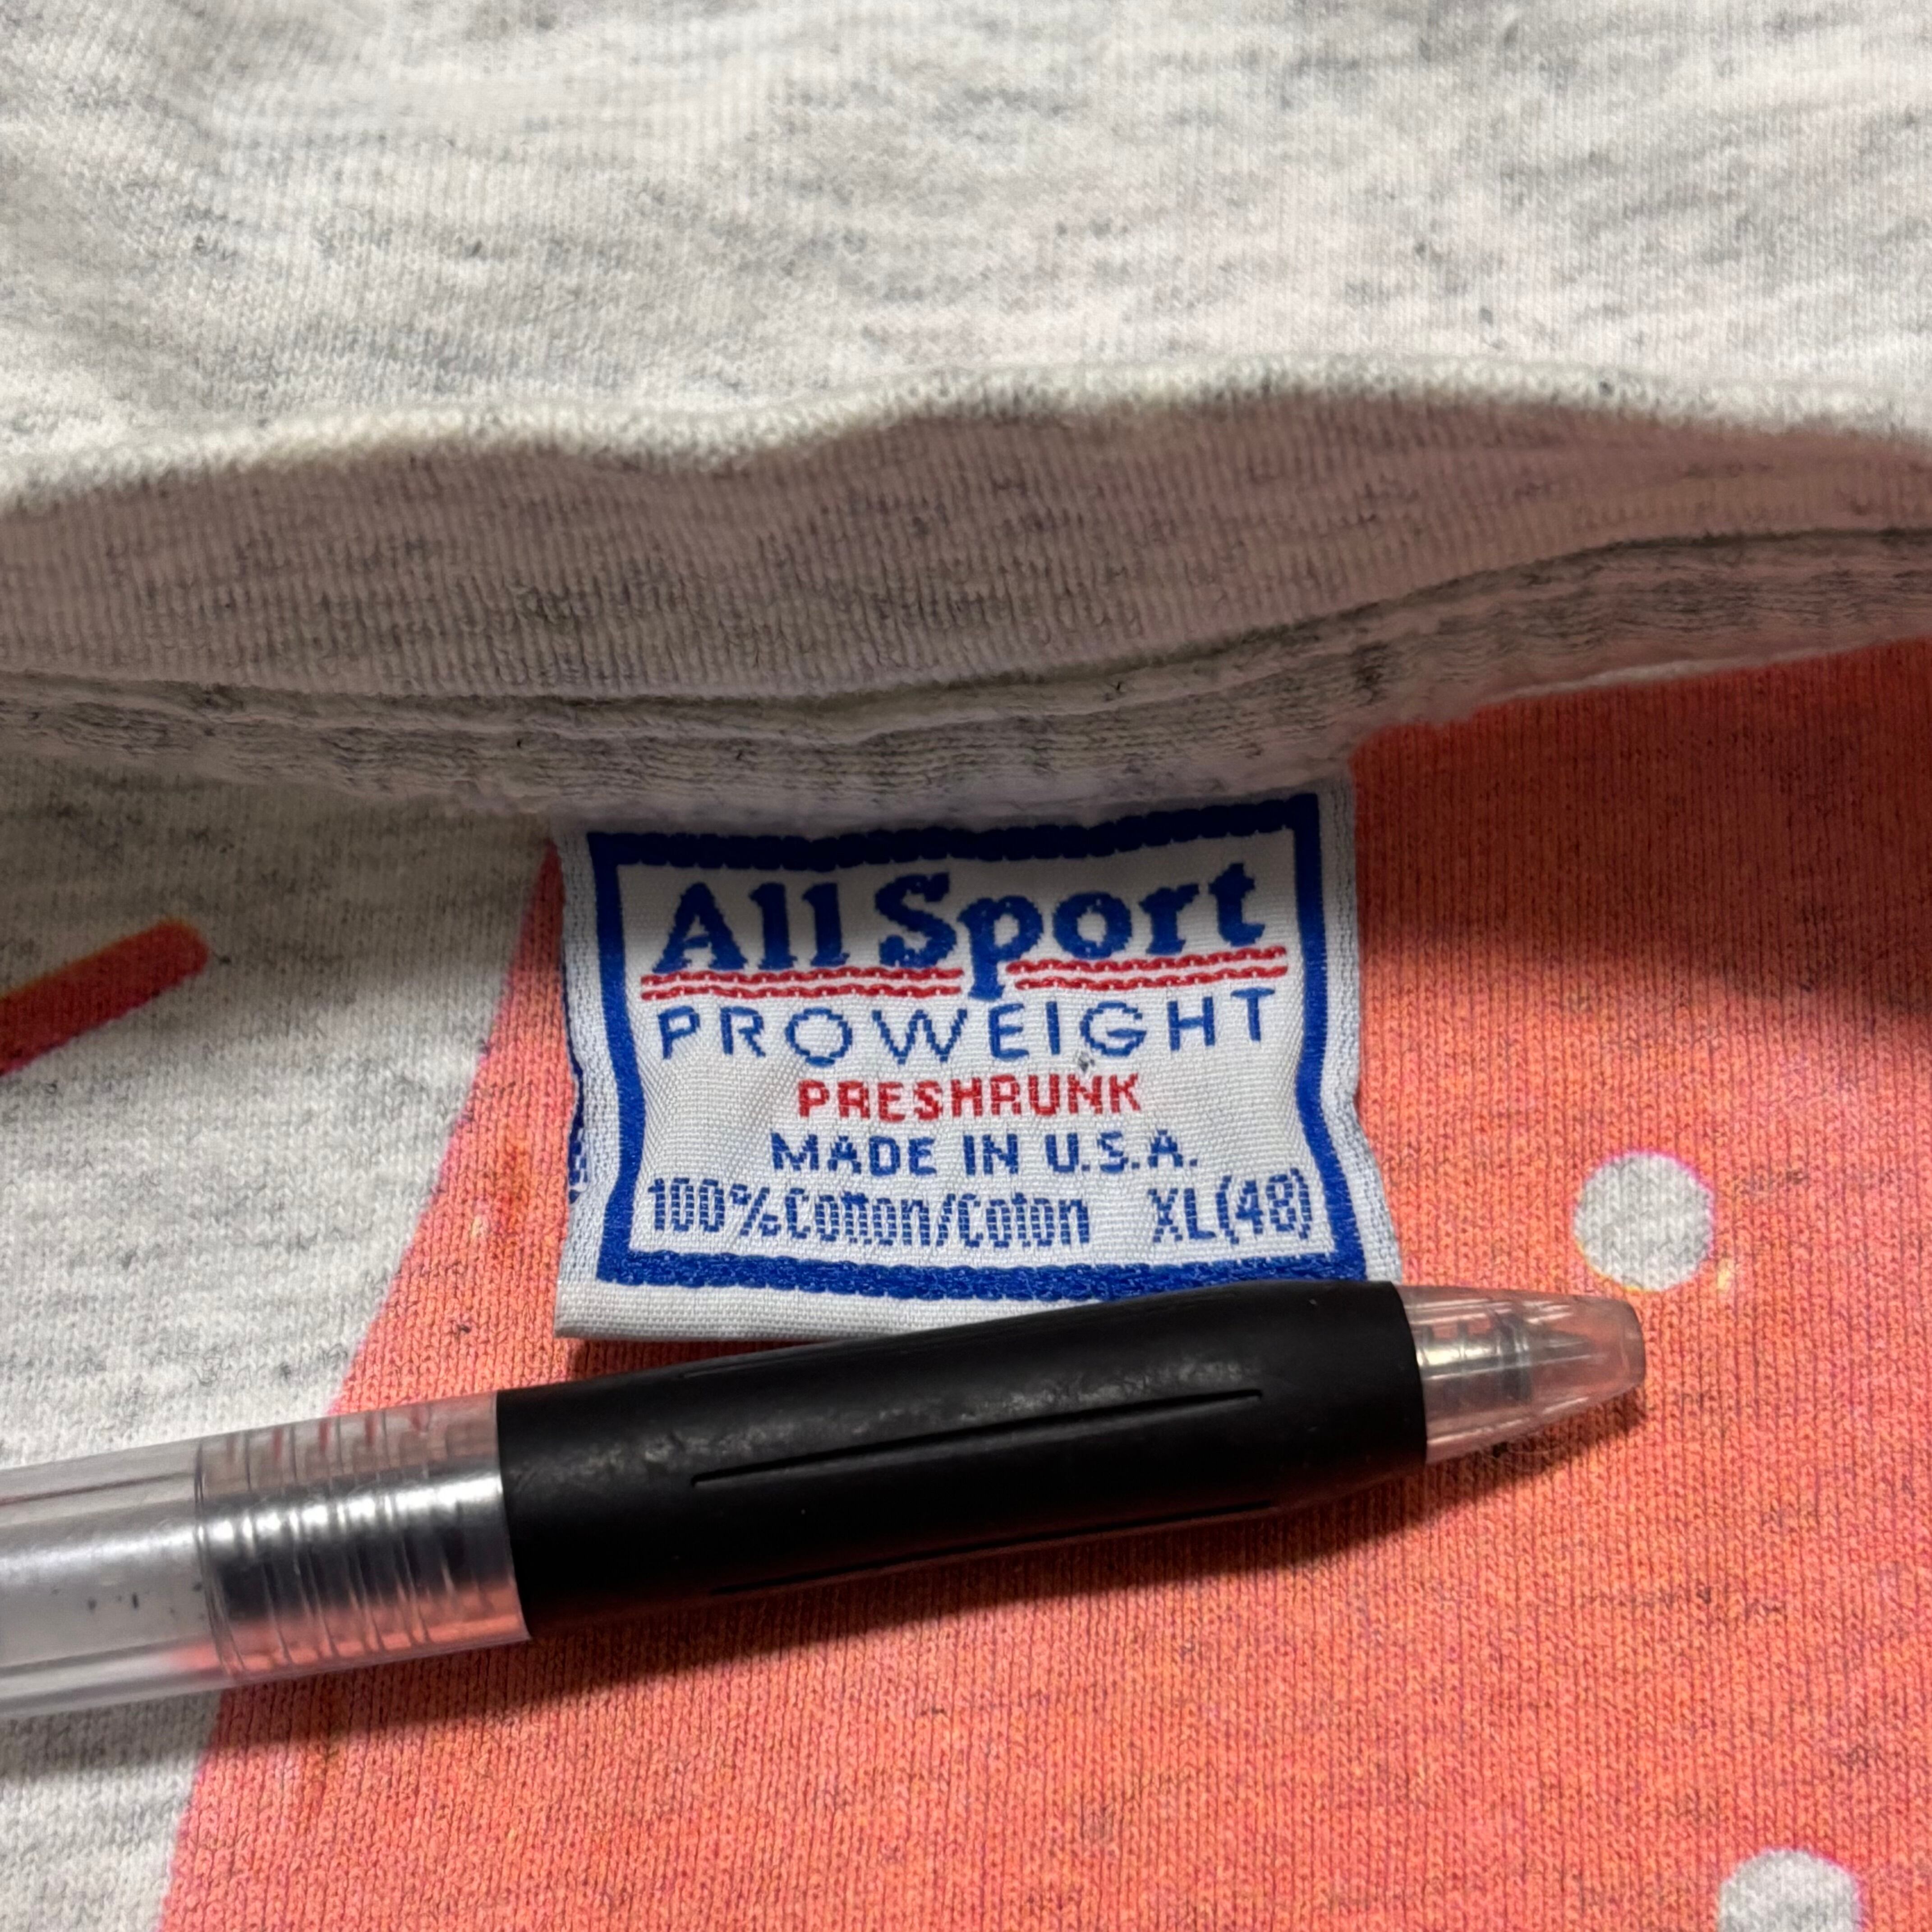 All Sport
PROWEIGHT
PRESHRUNK
MADE IN U.S.A.
100% Cotton/Coton XL(48)